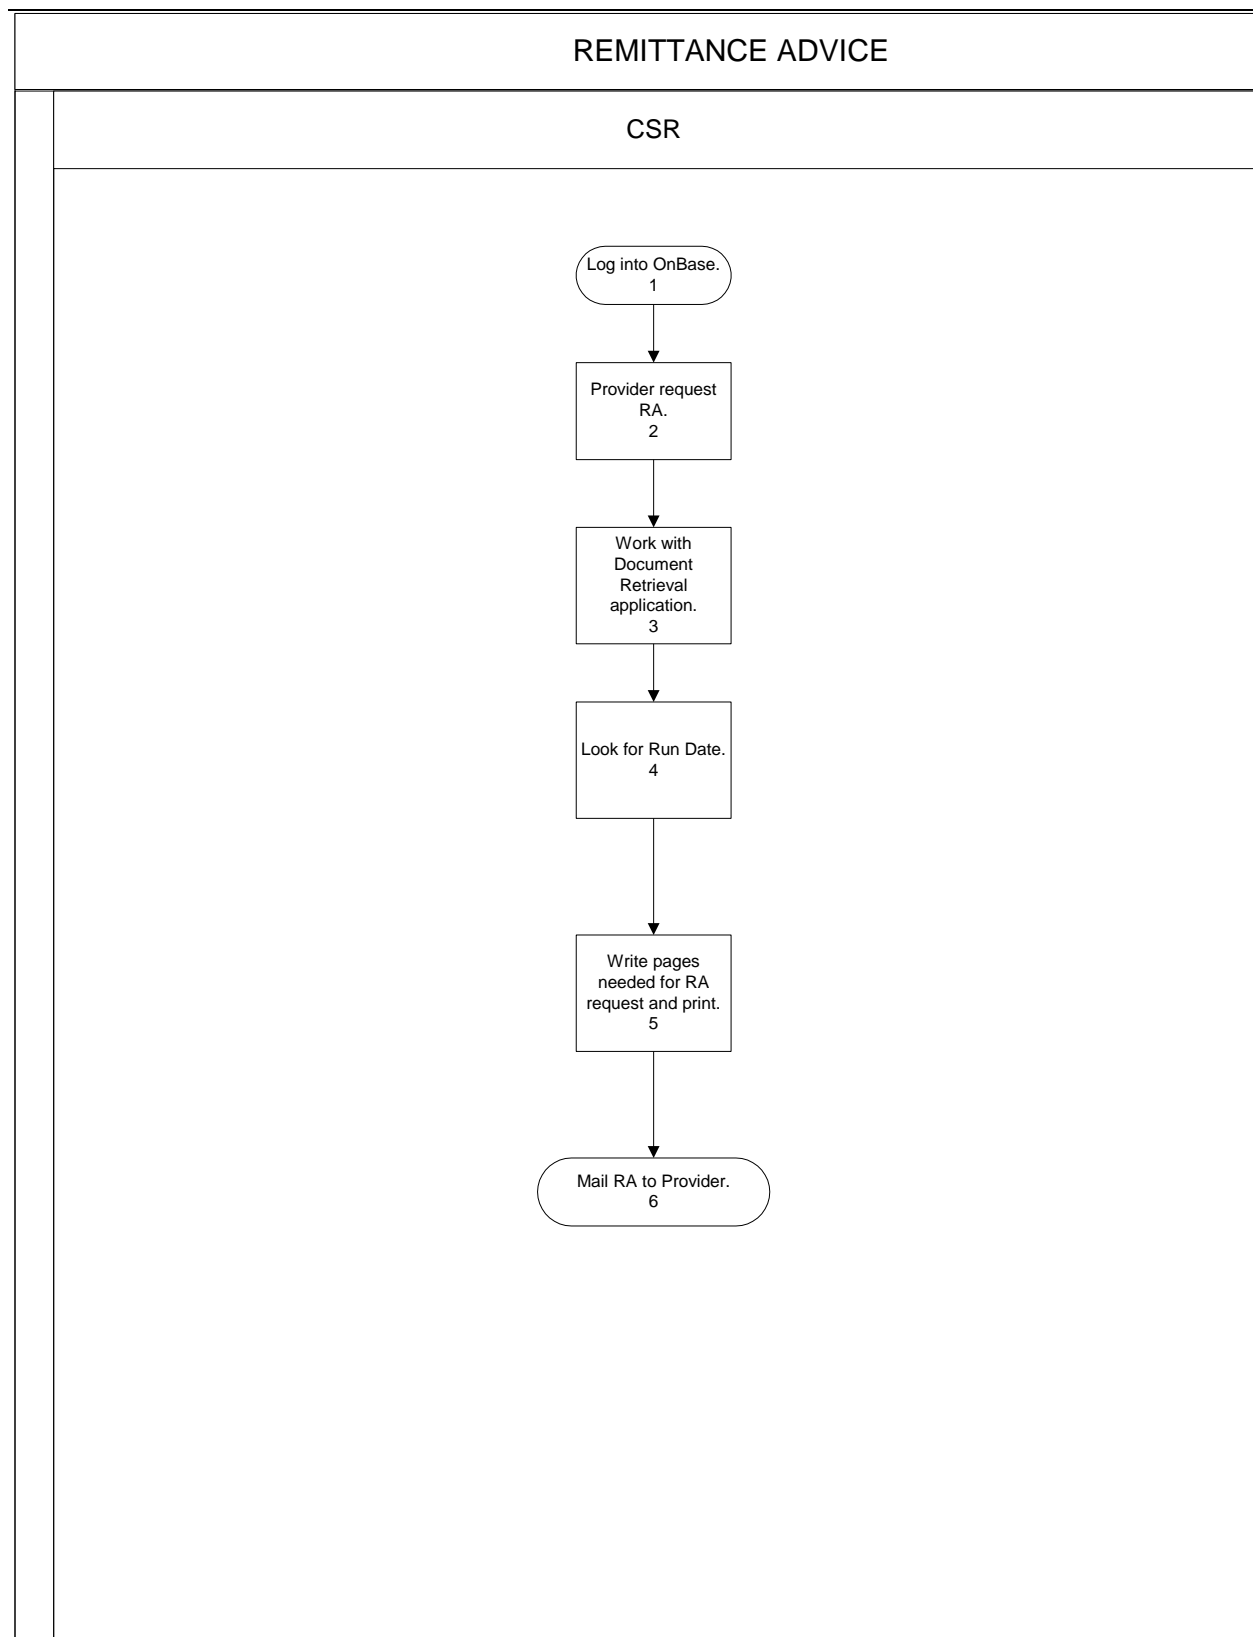 REMITTANCE ADVICE
CSR
Log into OnBase.
1
Provider request
RA.
2
Work with
Document
Retrieval
application.
3
Look for Run Date.
4
Write pages
needed for RA
request and print.
5
Mail RA to Provider.
6